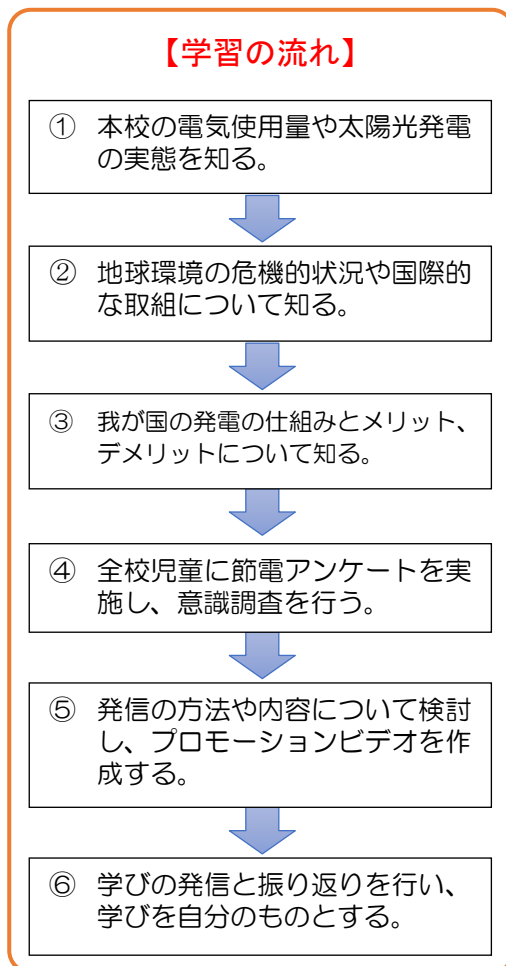 【学習の流れ】
① 本校の電気使用量や太陽光発電
の実態を知る。
② 地球環境の危機的状況や国際的
な取組について知る。
③ 我が国の発電の仕組みとメリット、
デメリットについて知る。
④ 全校児童に節電アンケートを実
施し、意識調査を行う。
⑤ 発信の方法や内容について検討
し、プロモーションビデオを作
成する。
⑥ 学びの発信と振り返りを行い、
学びを自分のものとする。